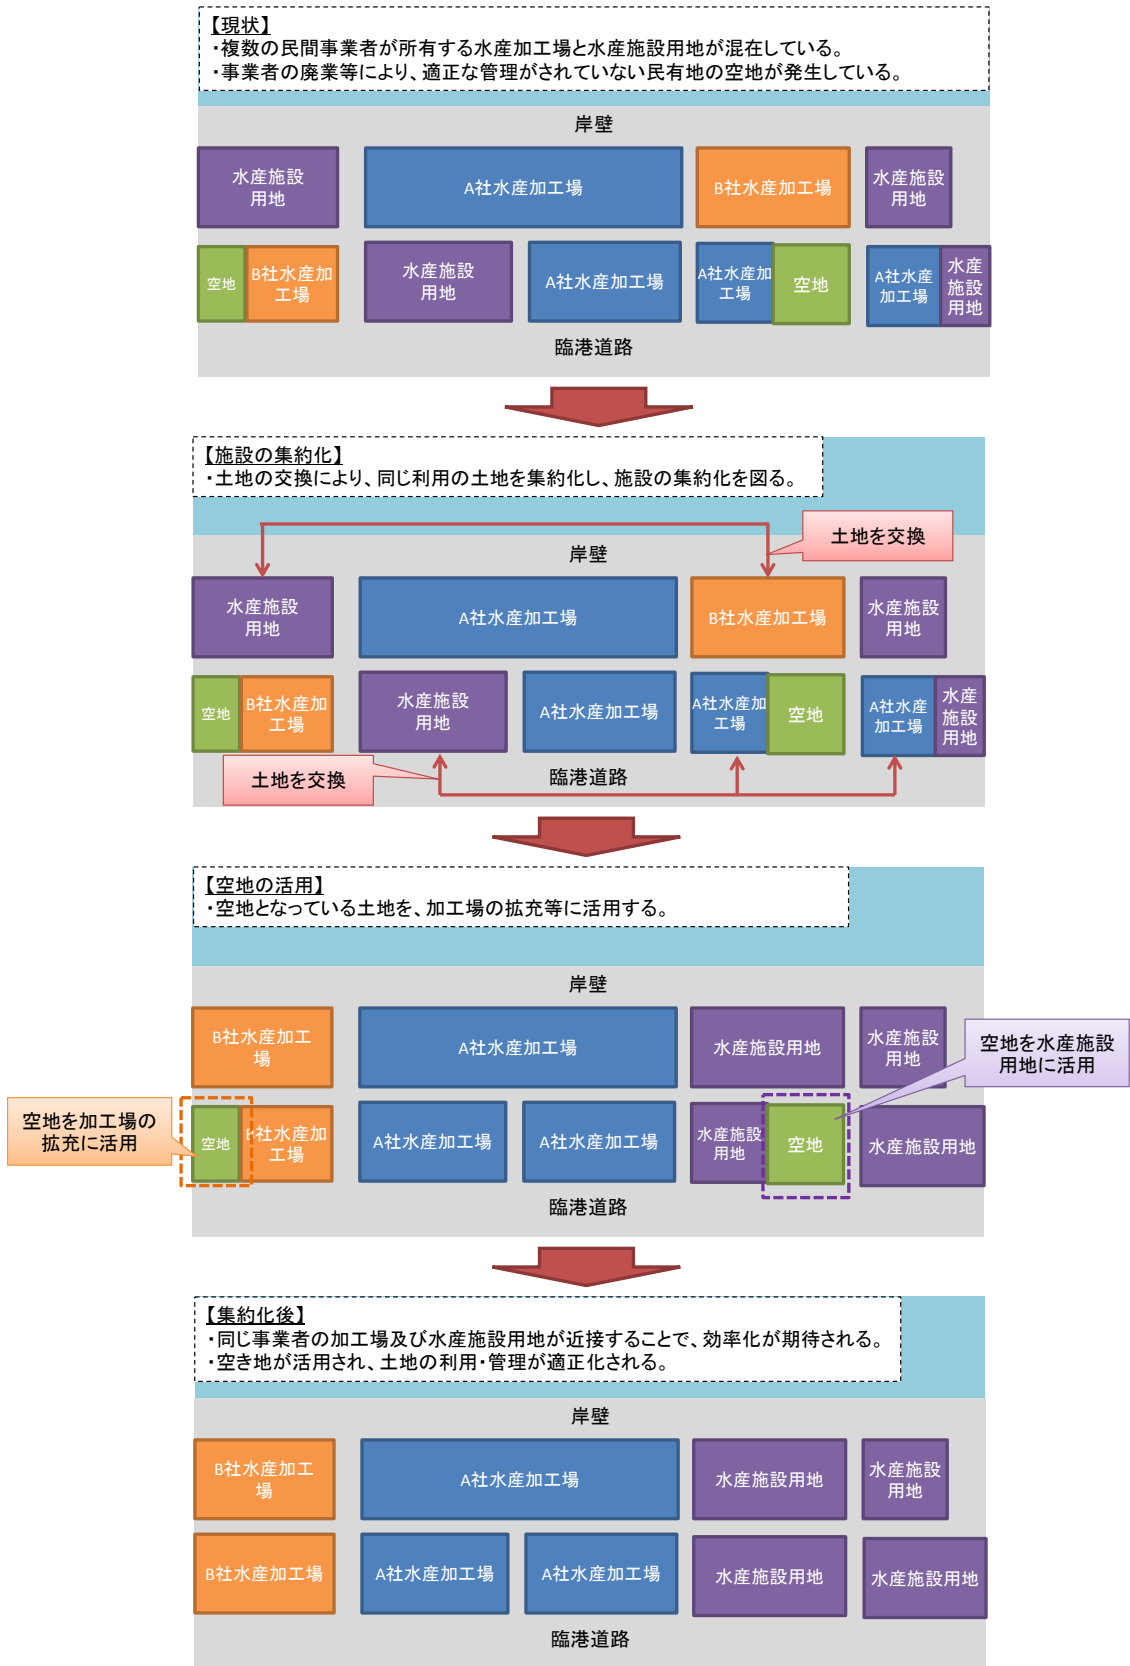 【現状】
・複数の民間事業者が所有する水産加工場と水産施設用地が混在している。
・事業者の廃業等により、適正な管理がされていない民有地の空地が発生している。
岸壁
水産施設
用地
A社水産加工場
B社水産加工場
水産施設
用地
空地
B社水産加
工場
水産施設
用地
A社水産加工場
A社水産加
工場
空地
A社水産
加工場
水産
施設
用地
臨港道路
【施設の集約化】
・土地の交換により、同じ利用の土地を集約化し、施設の集約化を図る。
土地を交換
岸壁
水産施設
用地
A社水産加工場
B社水産加工場
水産施設
用地
空地
B社水産加
工場
水産施設
用地
A社水産加工場
A社水産加
工場
空地
A社水産
加工場
水産
施設
用地
土地を交換
臨港道路
【空地の活用】
・空地となっている土地を、加工場の拡充等に活用する。
岸壁
B社水産加工
場
A社水産加工場
水産施設用地
水産施設
用地
空地を水産施設
用地に活用
空地を加工場の
拡充に活用
空地
B社水産加
工場
A社水産加工場
A社水産加工場
水産施設
用地
空地
水産施設用地
臨港道路
【集約化後】
・同じ事業者の加工場及び水産施設用地が近接することで、効率化が期待される。
・空き地が活用され、土地の利用・管理が適正化される。
岸壁
B社水産加工
場
A社水産加工場
水産施設用地
水産施設
用地
B社水産加工場
A社水産加工場
A社水産加工場
水産施設用地
水産施設用地
臨港道路